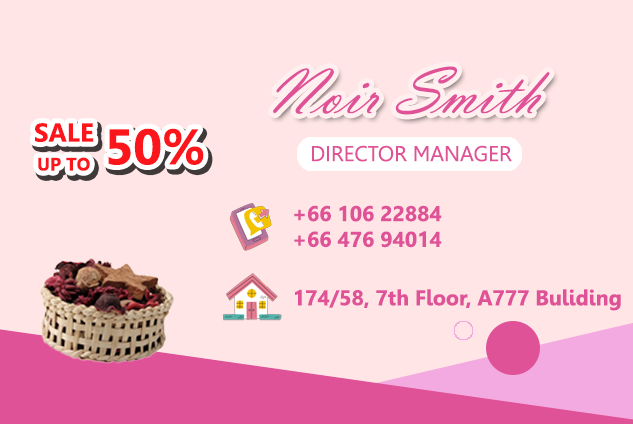 Noir Smith
SALE
UP TO
50%
DIRECTOR MANAGER
+66 106 22884
+66 476 94014
174/58, 7th Floor, A777 Buliding